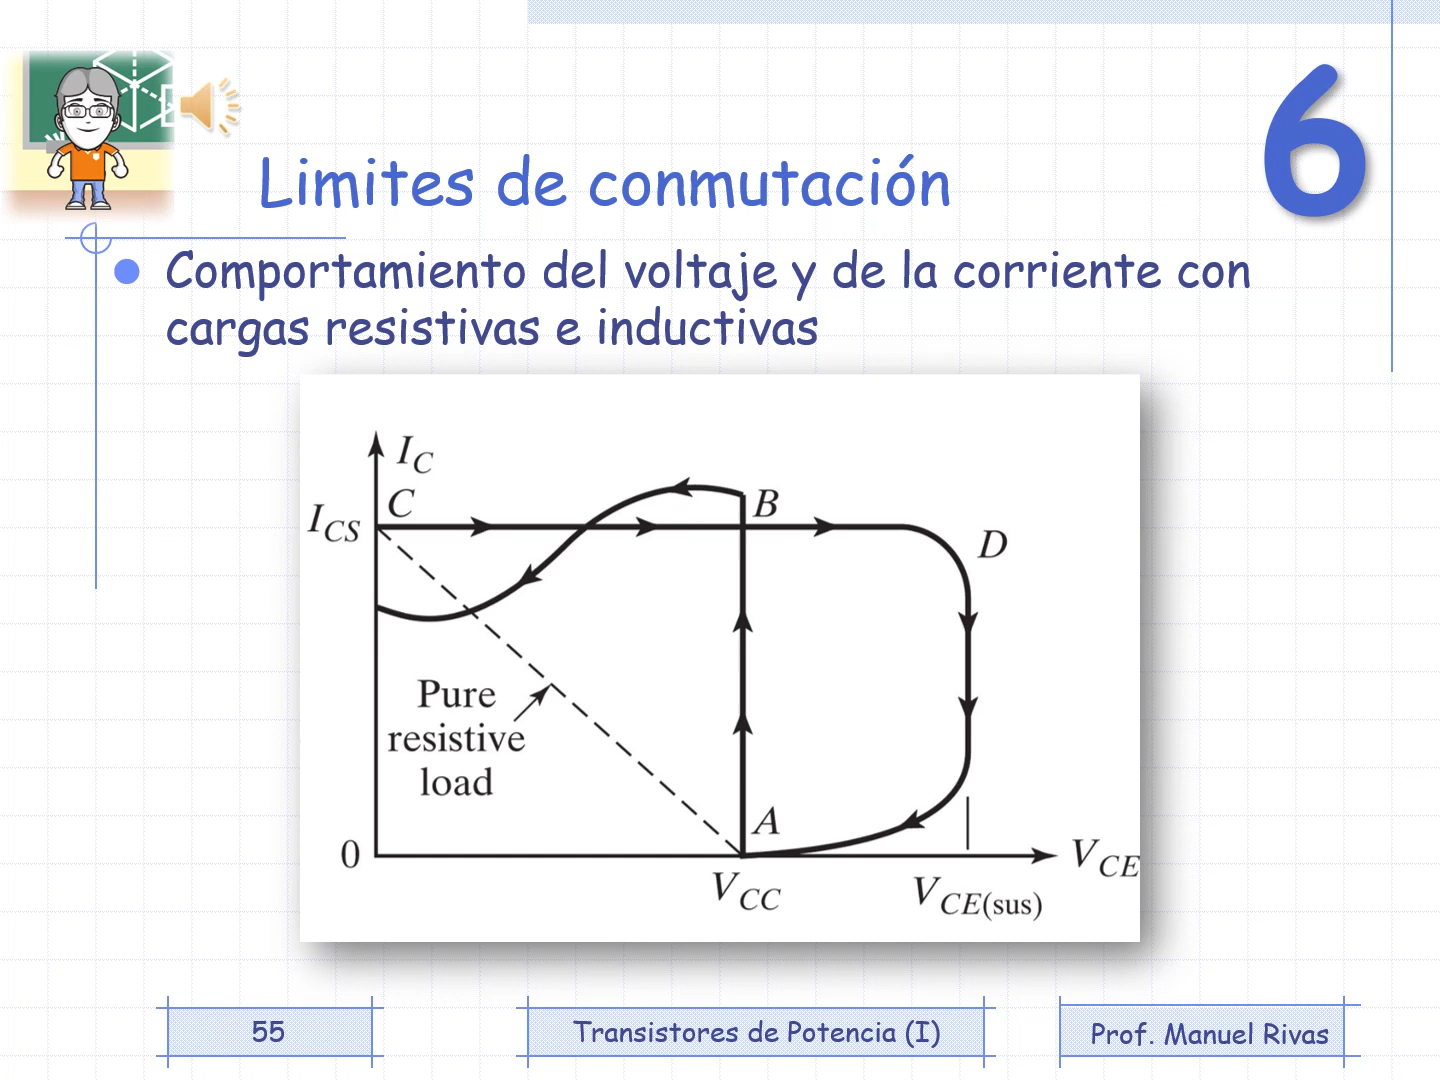 6
Limites de conmutación
Comportamiento del voltaje y de la corriente con
cargas resistivas e inductivas
I_C
C
I_CS
B
D
Pure
resistive
load
A
0
V_CC
V_CE(sus)
V_CE
55
Transistores de Potencia (I)
Prof. Manuel Rivas